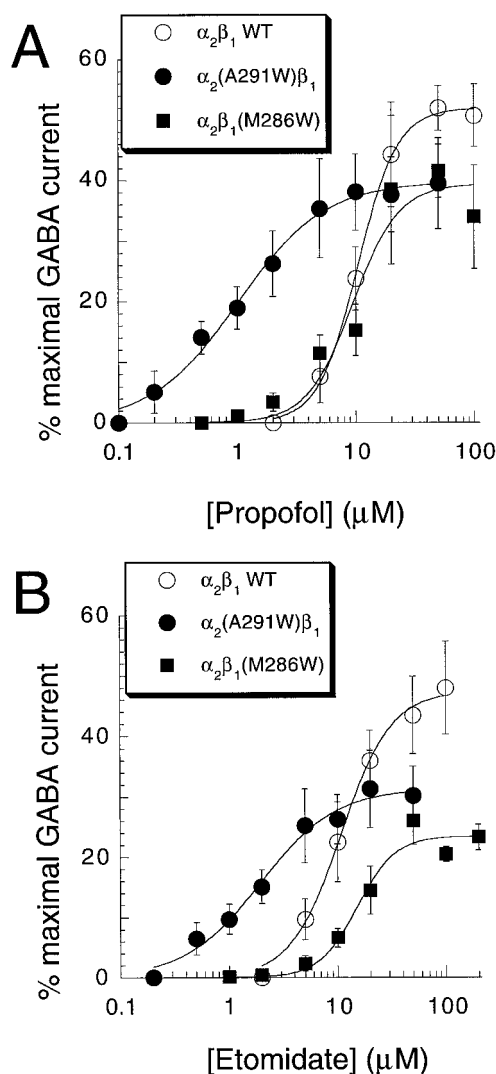 A
α2β1 WT
α2(A291W)β1
α2β1(M286W)
% maximal GABA current
60
40
20
0
0.1
1
10
100
[Propofol] (μM)
B
α2β1 WT
α2(A291W)β1
α2β1(M286W)
% maximal GABA current
60
40
20
0
0.1
1
10
100
[Etomidate] (μM)